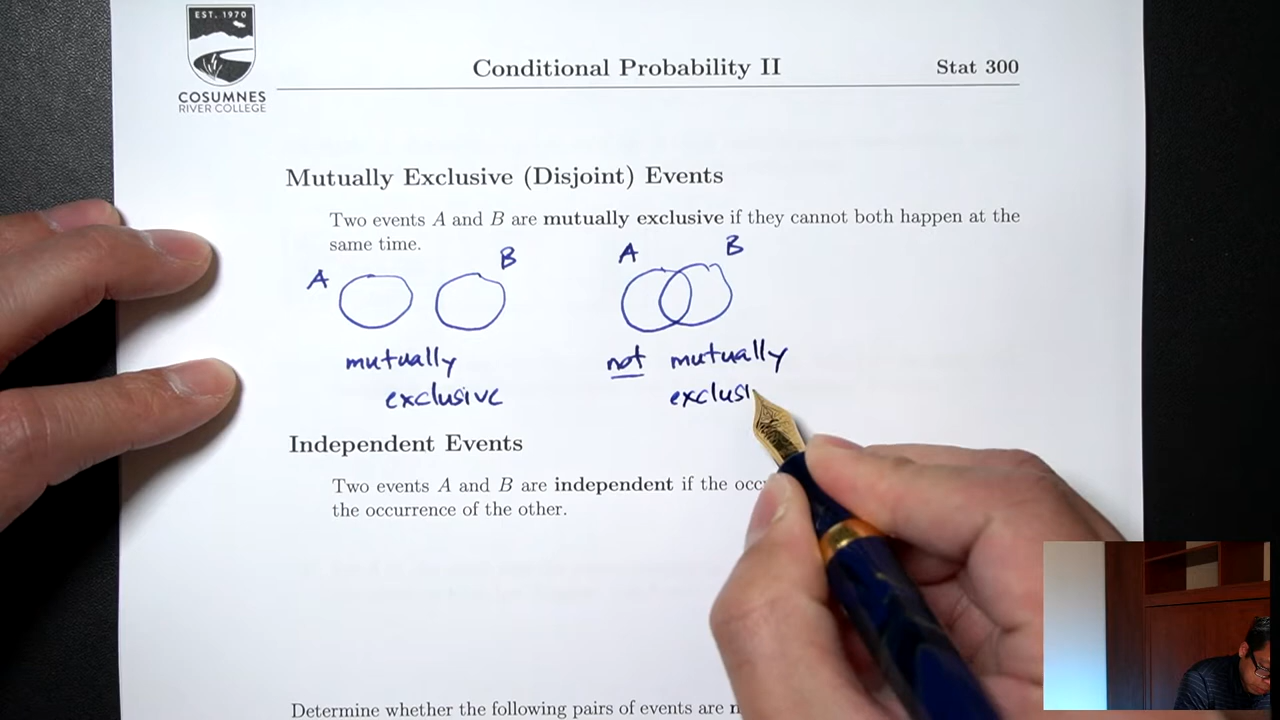 EST. 1970
COSUMNES
RIVER COLLEGE
Conditional Probability II Stat 300
Mutually Exclusive (Disjoint) Events
Two events A and B are mutually exclusive if they cannot both happen at the
same time.
A B A B
mutually not mutually
exclusive exclusi
Independent Events
Two events A and B are independent if the
the occurrence of the other.
Determine whether the following pairs of events are